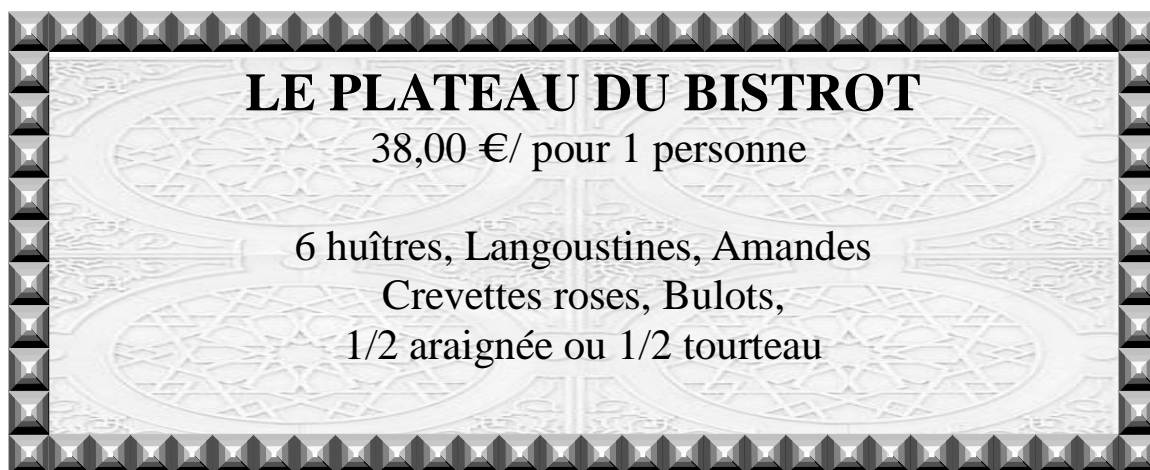 LE PLATEAU DU BISTROT
38,00 €/ pour 1 personne
6 huîtres, Langoustines, Amandes
Crevettes roses, Bulots,
1/2 araignée ou 1/2 tourteau